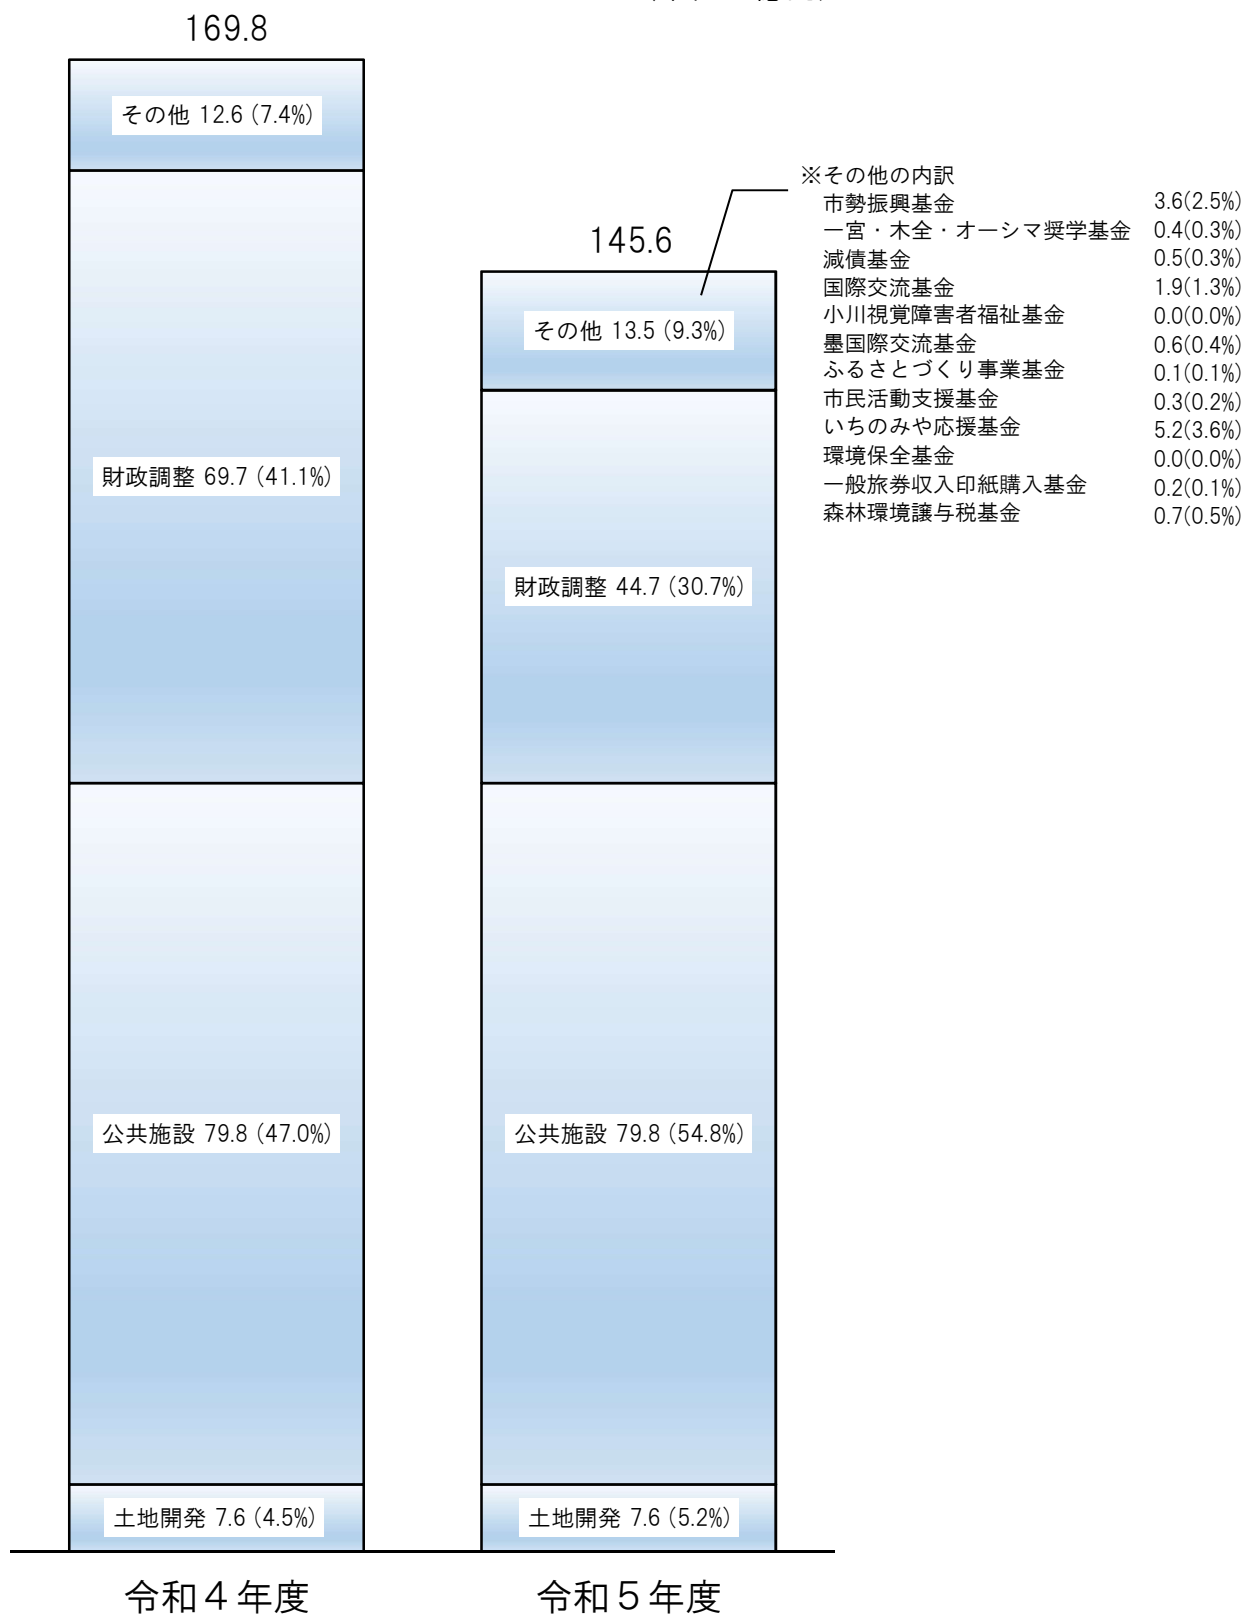 169.8
その他 12.6 (7.4%)
財政調整 69.7 (41.1%)
公共施設 79.8 (47.0%)
土地開発 7.6 (4.5%)
令和４年度
145.6
その他 13.5 (9.3%)
財政調整 44.7 (30.7%)
公共施設 79.8 (54.8%)
土地開発 7.6 (5.2%)
令和５年度
※その他の内訳
市勢振興基金 3.6(2.5%)
一宮・木全・オーシマ奨学基金 0.4(0.3%)
減債基金 0.5(0.3%)
国際交流基金 1.9(1.3%)
小川視覚障害者福祉基金 0.0(0.0%)
墨国際交流基金 0.6(0.4%)
ふるさとづくり事業基金 0.1(0.1%)
市民活動支援基金 0.3(0.2%)
いちのみや応援基金 5.2(3.6%)
環境保全基金 0.0(0.0%)
一般旅券収入印紙購入基金 0.2(0.1%)
森林環境譲与税基金 0.7(0.5%)